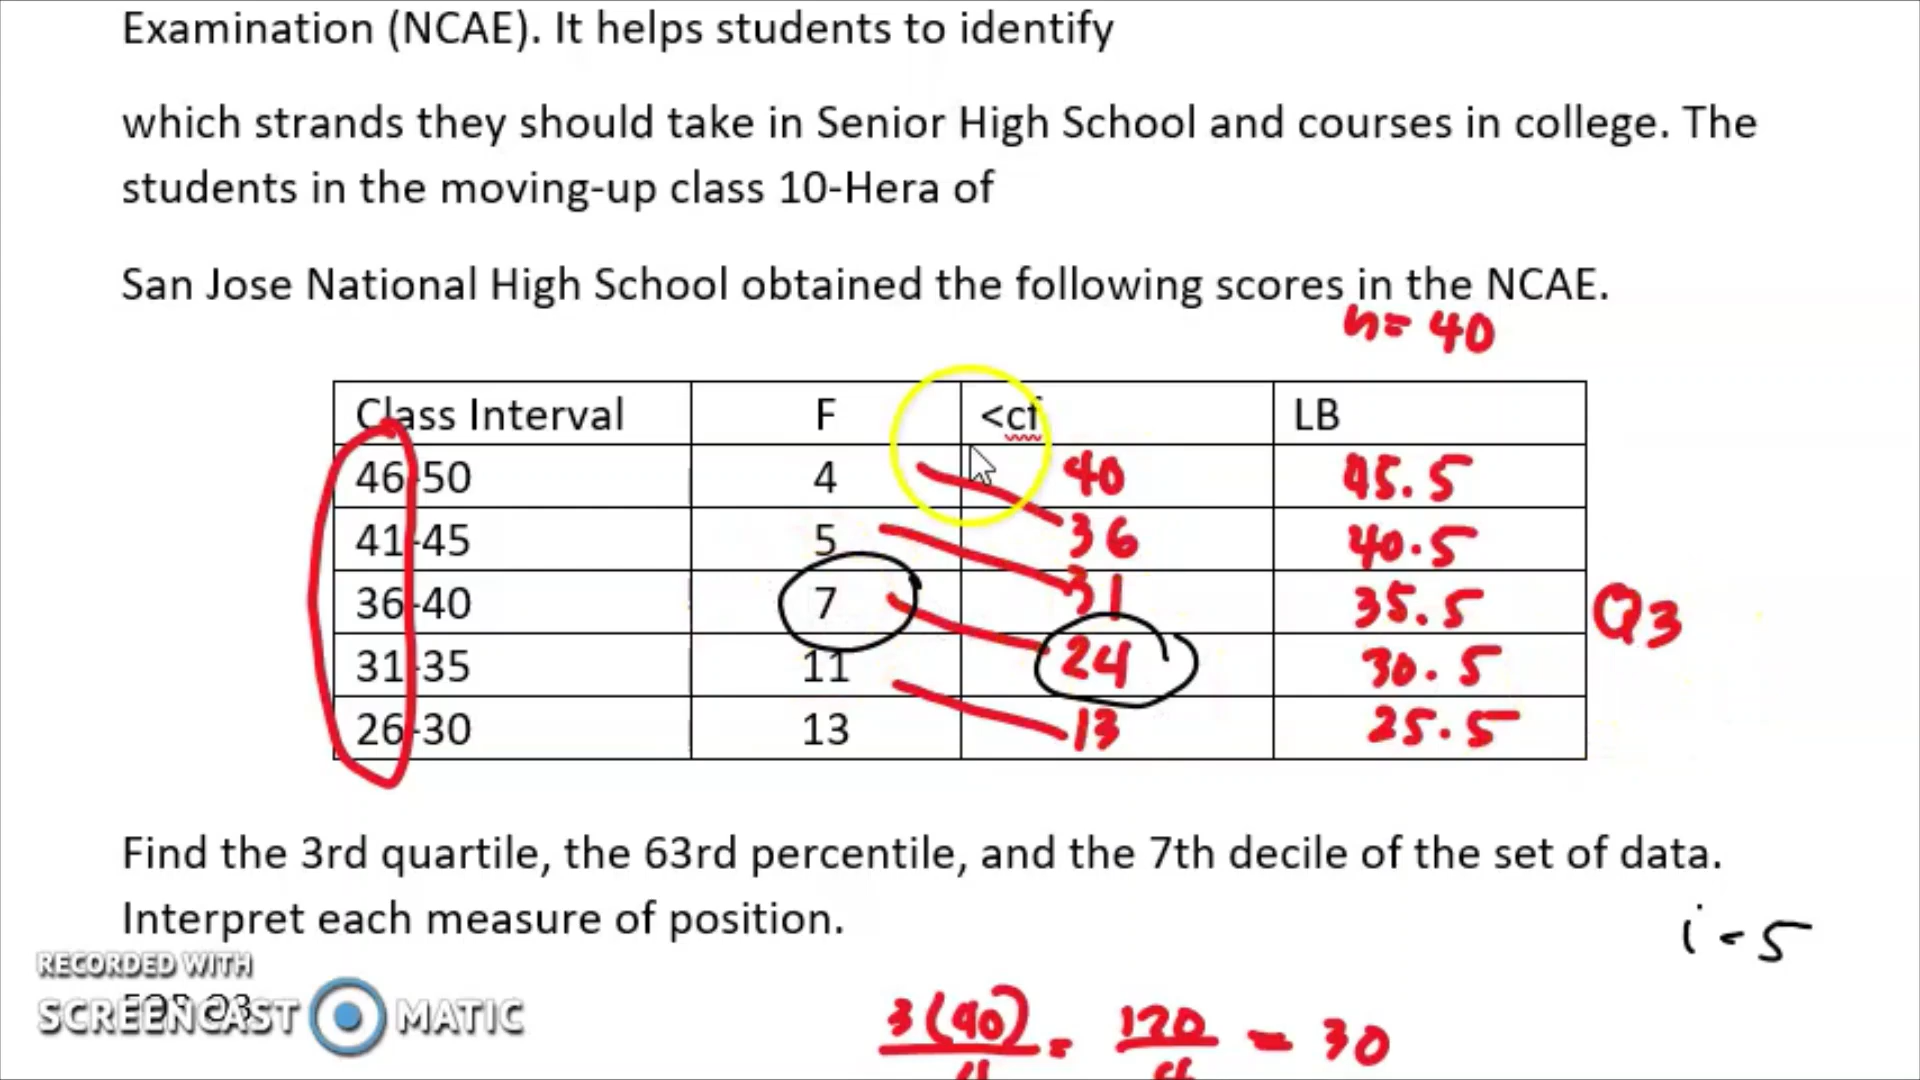 Examination (NCAE). It helps students to identify
which strands they should take in Senior High School and courses in college. The
students in the moving-up class 10-Hera of
San Jose National High School obtained the following scores in the NCAE.
n = 40
Class Interval F <cf LB
46-50 4 40 45.5
41-45 5 36 40.5
36-40 7 31 35.5 Q3
31-35 11 24 30.5
26-30 13 13 25.5
Find the 3rd quartile, the 63rd percentile, and the 7th decile of the set of data.
Interpret each measure of position.
i = 5
RECORDED WITH
SCREENCAST MATIC
FOR Q3
3(40)/4 = 120/4 = 30